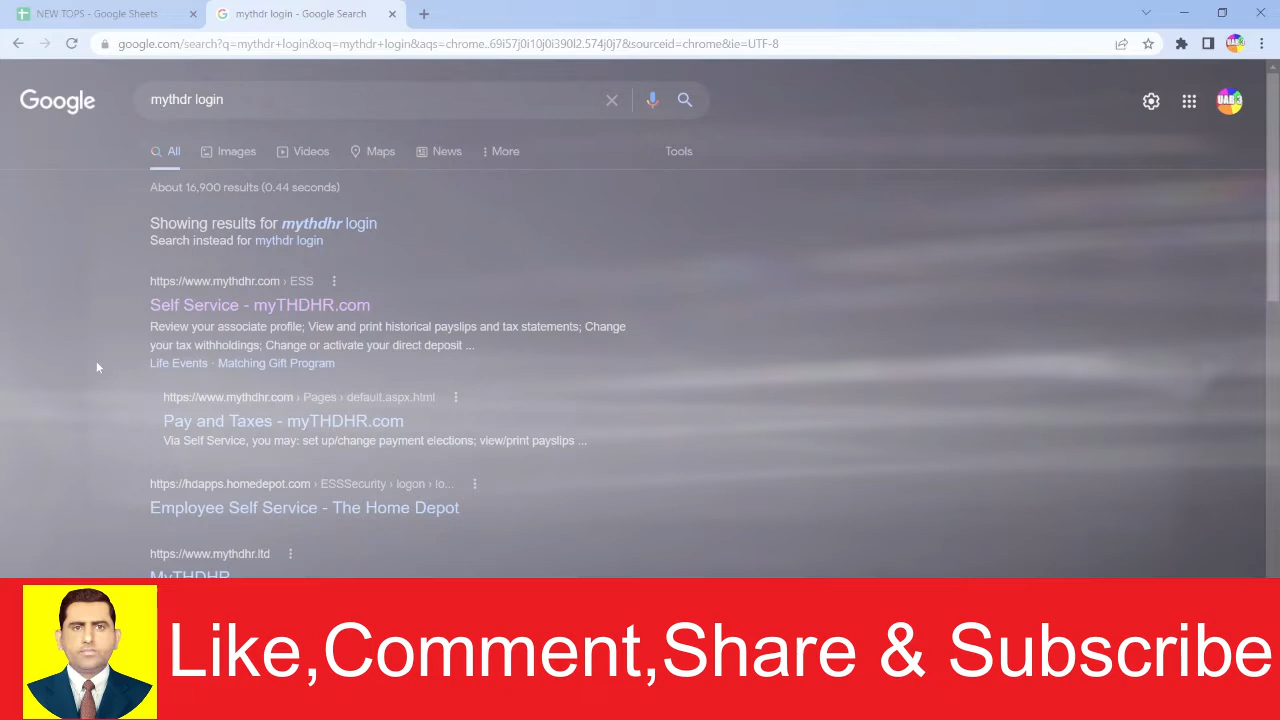 NEW TOPS - Google Sheets
mythdr login - Google Search
google.com/search?q=mythdr+login&oq=mythdr+login&aqs=chrome..69i57j0i10j0i390l2.574j0j7&sourceid=chrome&ie=UTF-8
Google
mythdr login
All Images Videos Maps News More Tools
About 16,900 results (0.44 seconds)
Showing results for mythdhr login
Search instead for mythdr login
https://www.mythdhr.com › ESS
Self Service - myTHDHR.com
Review your associate profile; View and print historical payslips and tax statements; Change
your tax withholdings; Change or activate your direct deposit ...
Life Events · Matching Gift Program
https://www.mythdhr.com › Pages › default.aspx.html
Pay and Taxes - myTHDHR.com
Via Self Service, you may: set up/change payment elections; view/print payslips ...
https://hdapps.homedepot.com › ESSSecurity › logon › lo...
Employee Self Service - The Home Depot
https://www.mythdhr.ltd
MyTHDHR
Like,Comment,Share & Subscribe